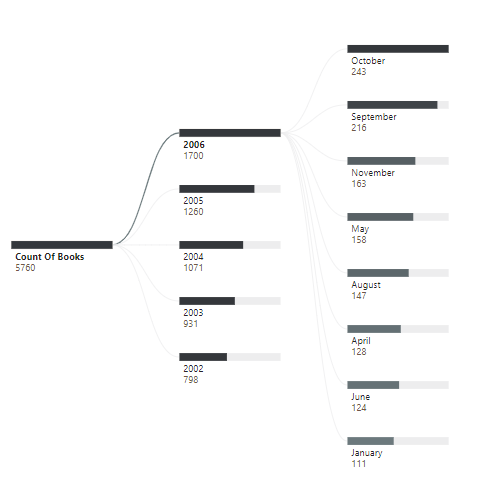 Count Of Books
5760
2006
1700
2005
1260
2004
1071
2003
931
2002
798
October
243
September
216
November
163
May
158
August
147
April
128
June
124
January
111